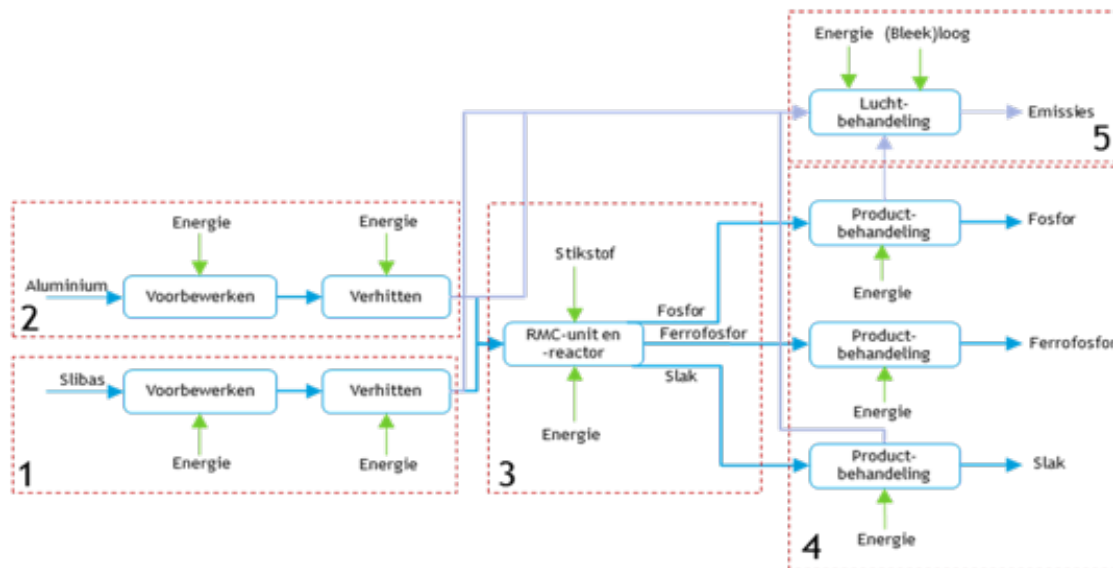 Energie (Bleek)loog
Lucht-
behandeling
Emissies
5
Energie
Energie
Aluminium
Voorbewerken
Verhitten
2
Slibas
Voorbewerken
Verhitten
Energie
Energie
1
Stikstof
RMC-unit en
-reactor
Fosfor
Ferrofosfor
Slak
Energie
3
Product-
behandeling
Fosfor
Energie
Product-
behandeling
Ferrofosfor
Energie
Product-
behandeling
Slak
Energie
4